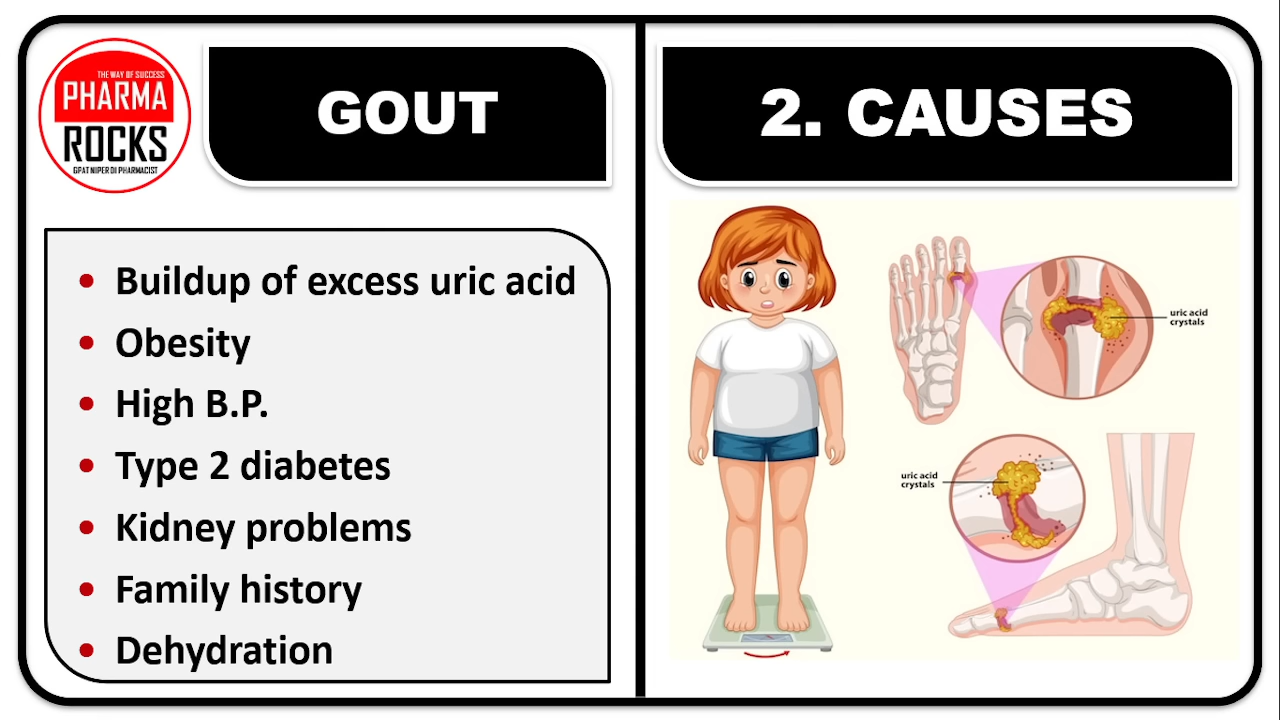 THE WAY OF SUCCESS
PHARMA
ROCKS
GPAT NIPER DI PHARMACIST
GOUT
2. CAUSES
• Buildup of excess uric acid
• Obesity
• High B.P.
• Type 2 diabetes
• Kidney problems
• Family history
• Dehydration
uric acid
crystals
uric acid
crystals